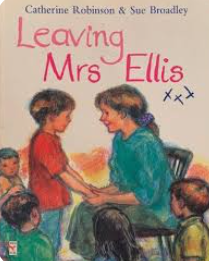 Catherine Robinson & Sue Broadley
Leaving
Mrs Ellis
xxx